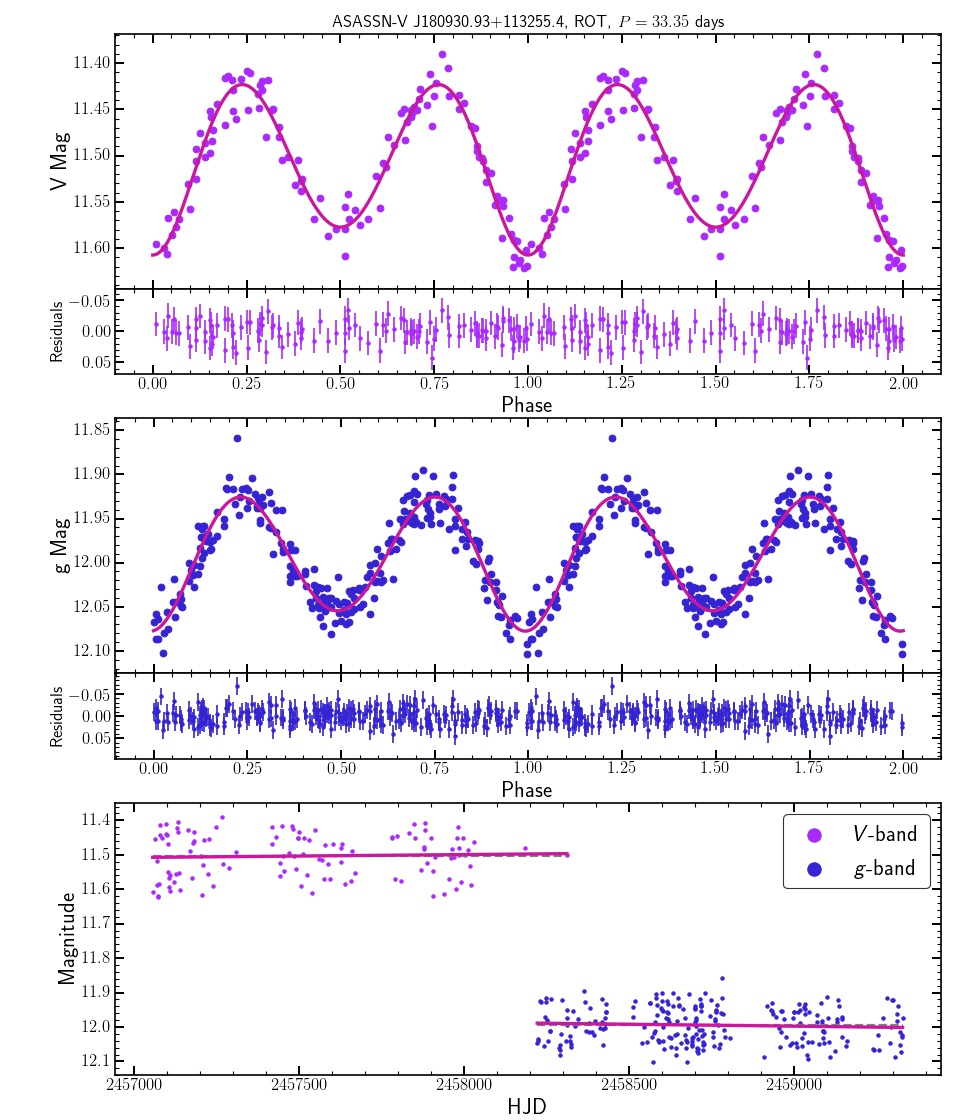 ASASSN-V J180930.93+113255.4, ROT, P = 33.35 days
11.40
11.45
11.50
11.55
11.60
V Mag
−0.05
0.00
0.05
Residuals
0.00 0.25 0.50 0.75 1.00 1.25 1.50 1.75 2.00
Phase
11.85
11.90
11.95
12.00
12.05
12.10
g Mag
−0.05
0.00
0.05
Residuals
0.00 0.25 0.50 0.75 1.00 1.25 1.50 1.75 2.00
Phase
11.4
11.5
11.6
11.7
11.8
11.9
12.0
12.1
Magnitude
V-band
g-band
2457000 2457500 2458000 2458500 2459000
HJD